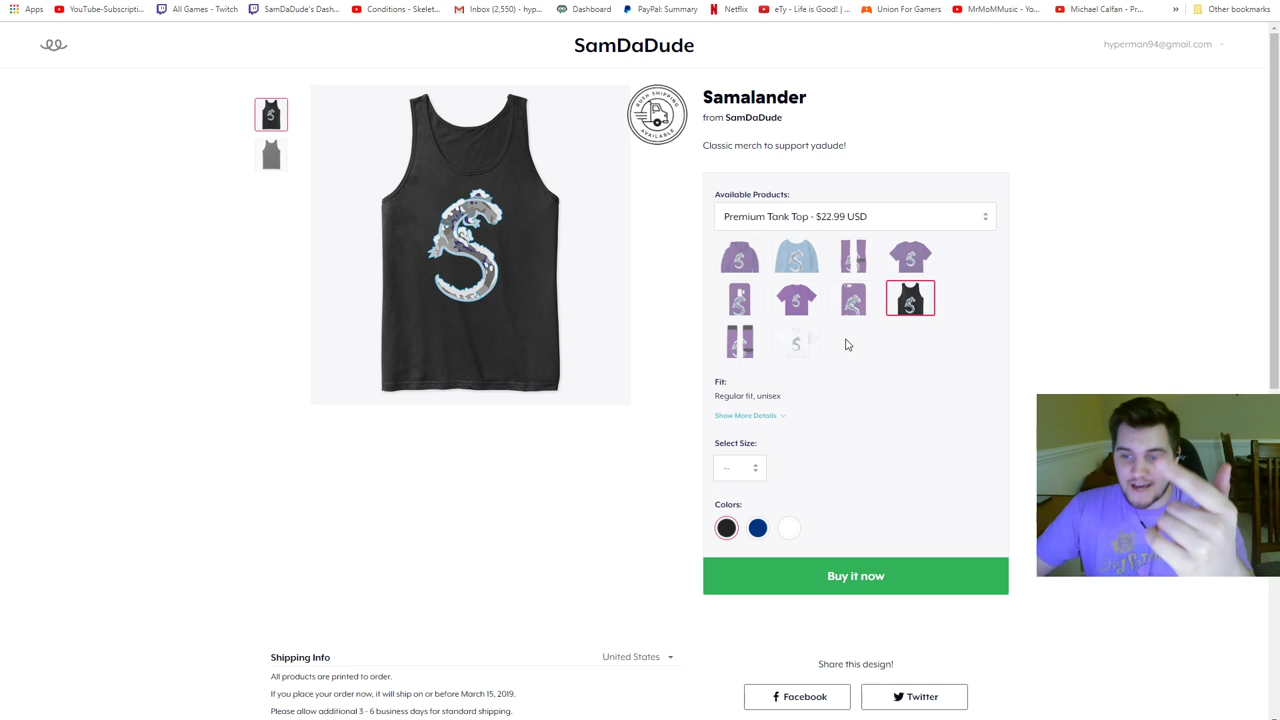 Apps
YouTube-Subscripti...
All Games - Twitch
SamDaDude's Dash...
Conditions - Skelet...
Inbox (2,550) - hyp...
Dashboard
PayPal: Summary
Netflix
eTy - Life is Good! | ...
Union For Gamers
MrMoMMusic - Yo...
Michael Calfan - Pr...
»
Other bookmarks
SamDaDude
hyperman94@gmail.com
RUSH SHIPPING
AVAILABLE
Samalander
from SamDaDude
Classic merch to support yadude!
Available Products:
Premium Tank Top - $22.99 USD
Fit:
Regular fit, unisex
Show More Details
Select Size:
--
Colors:
Buy it now
Shipping Info
United States
All products are printed to order.
If you place your order now, it will ship on or before March 15, 2019.
Please allow additional 3 - 6 business days for standard shipping.
Share this design!
Facebook
Twitter